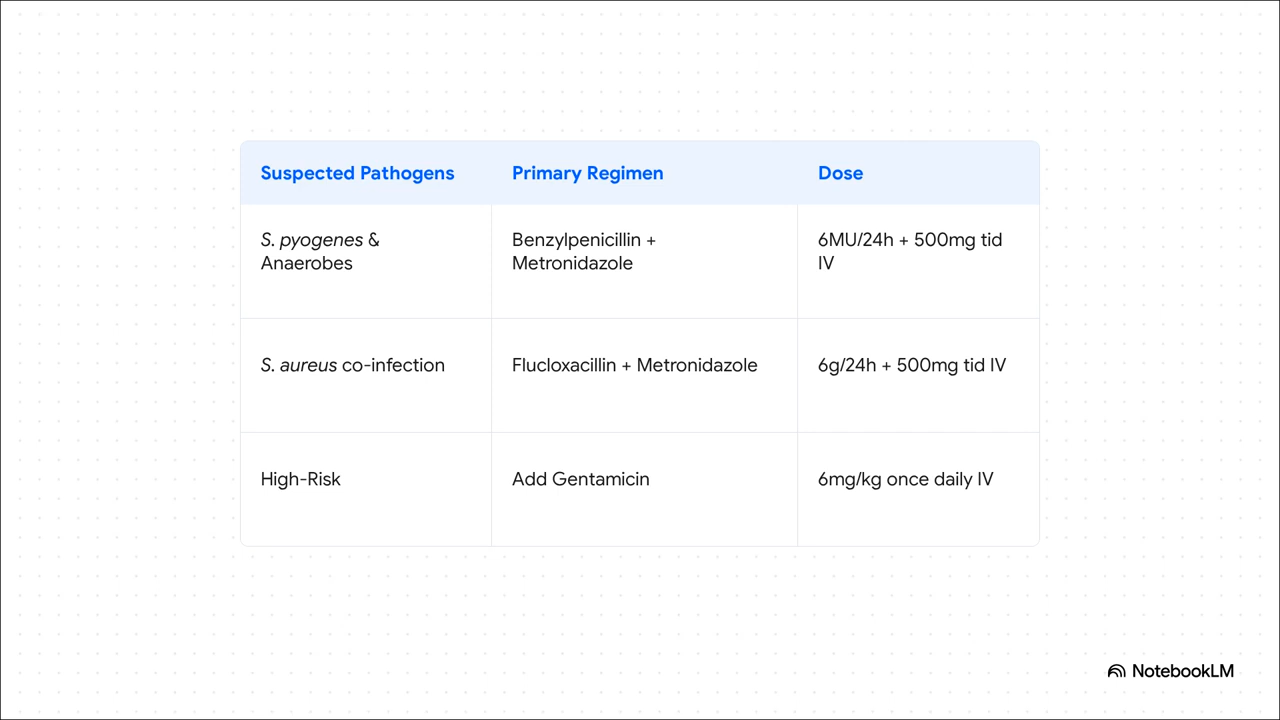 Suspected Pathogens
Primary Regimen
Dose
S. pyogenes &
Anaerobes
Benzylpenicillin +
Metronidazole
6MU/24h + 500mg tid
IV
S. aureus co-infection
Flucloxacillin + Metronidazole
6g/24h + 500mg tid IV
High-Risk
Add Gentamicin
6mg/kg once daily IV
NotebookLM